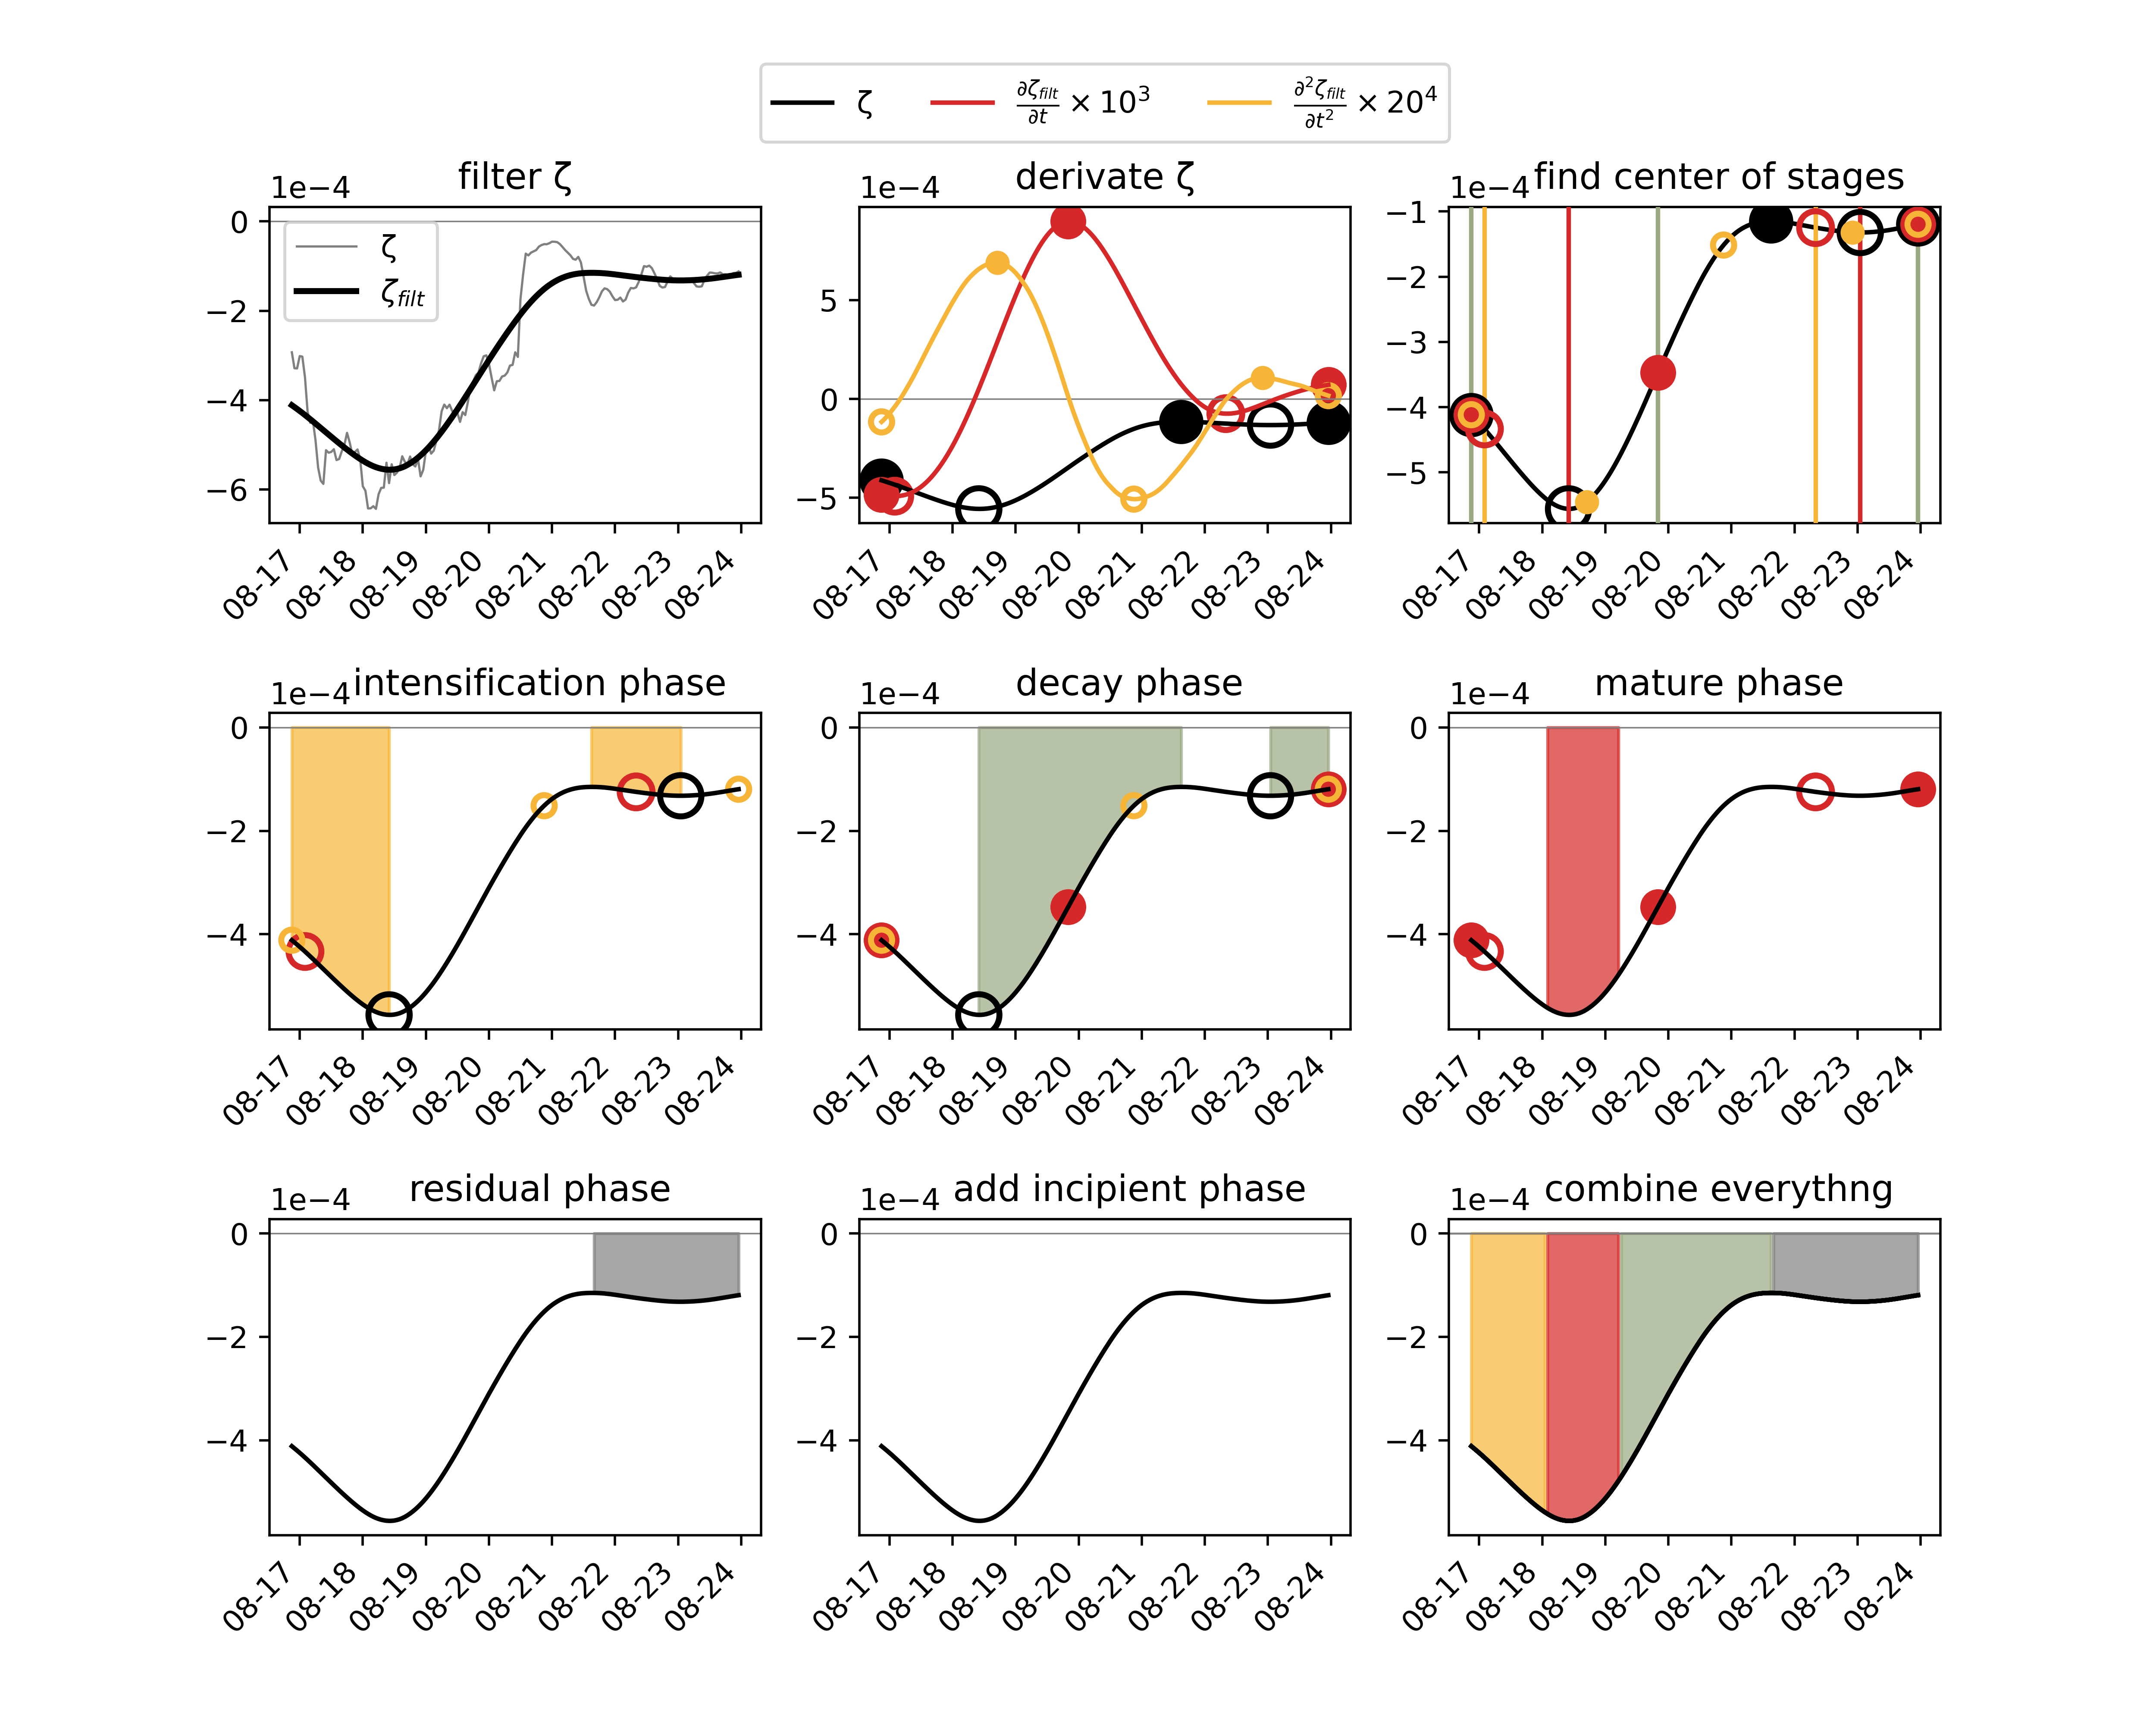 ζ ∂ζ_filt/∂t × 10³ ∂²ζ_filt/∂t² × 20⁴
filter ζ
1e−4
ζ
ζ_filt
0
−2
−4
−6
08-17 08-18 08-19 08-20 08-21 08-22 08-23 08-24
derivate ζ
1e−4
5
0
−5
08-17 08-18 08-19 08-20 08-21 08-22 08-23 08-24
find center of stages
1e−4
−1
−2
−3
−4
−5
08-17 08-18 08-19 08-20 08-21 08-22 08-23 08-24
intensification phase
1e−4
0
−2
−4
08-17 08-18 08-19 08-20 08-21 08-22 08-23 08-24
decay phase
1e−4
0
−2
−4
08-17 08-18 08-19 08-20 08-21 08-22 08-23 08-24
mature phase
1e−4
0
−2
−4
08-17 08-18 08-19 08-20 08-21 08-22 08-23 08-24
residual phase
1e−4
0
−2
−4
08-17 08-18 08-19 08-20 08-21 08-22 08-23 08-24
add incipient phase
1e−4
0
−2
−4
08-17 08-18 08-19 08-20 08-21 08-22 08-23 08-24
combine everythng
1e−4
0
−2
−4
08-17 08-18 08-19 08-20 08-21 08-22 08-23 08-24